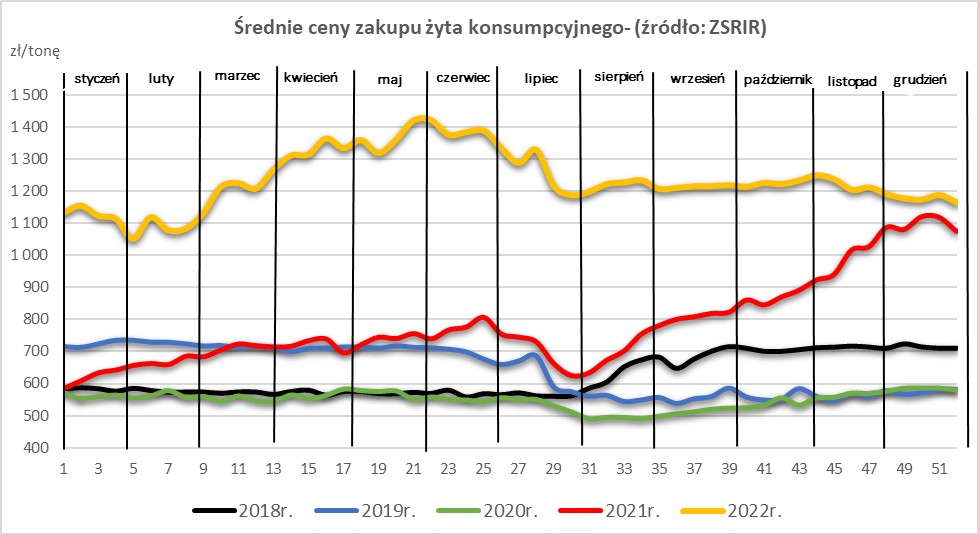 Średnie ceny zakupu żyta konsumpcyjnego- (źródło: ZSRIR)
zł/tonę
styczeń luty marzec kwiecień maj czerwiec lipiec sierpień wrzesień październik listopad grudzień
1 500
1 400
1 300
1 200
1 100
1 000
900
800
700
600
500
400
1 3 5 7 9 11 13 15 17 19 21 23 25 27 29 31 33 35 37 39 41 43 45 47 49 51
2018r. 2019r. 2020r. 2021r. 2022r.